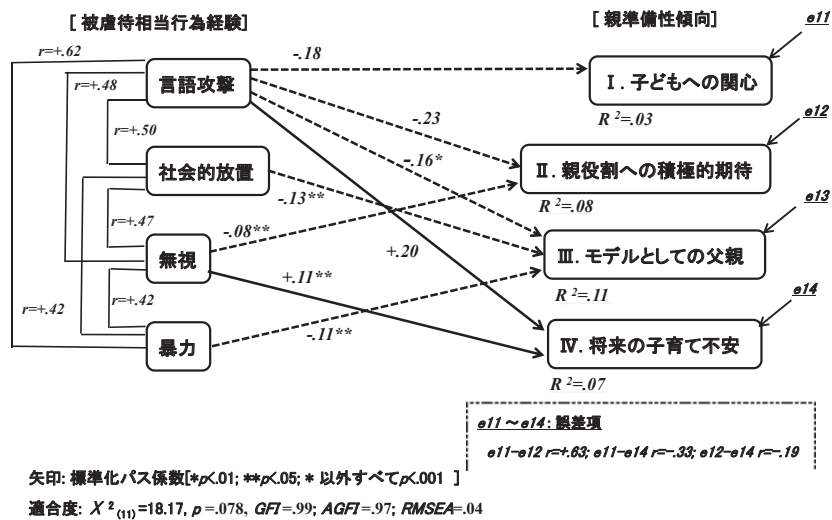 [ 被虐待相当行為経験]
[ 親準備性傾向 ]
e11
r=+.62
-.18
r=+.48
言語攻撃
Ⅰ. 子どもへの関心
R ²=.03
e12
r=+.50
-.23
-.16*
社会的放置
Ⅱ. 親役割への積極的期待
R ²=.08
-.13**
e13
r=+.47
-.08**
無視
+.20
Ⅲ. モデルとしての父親
R ²=.11
+.11**
e14
r=+.42
r=+.42
暴力
-.11**
Ⅳ. 将来の子育て不安
R ²=.07
e11～e14: 誤差項
e11-e12 r=+.63; e11-e14 r=-.33; e12-e14 r=-.19
矢印: 標準化パス係数[*p<.01; **p<.05; * 以外すべてp<.001 ]
適合度: χ ² (11)=18.17, p =.078, GFI=.99; AGFI=.97; RMSEA=.04